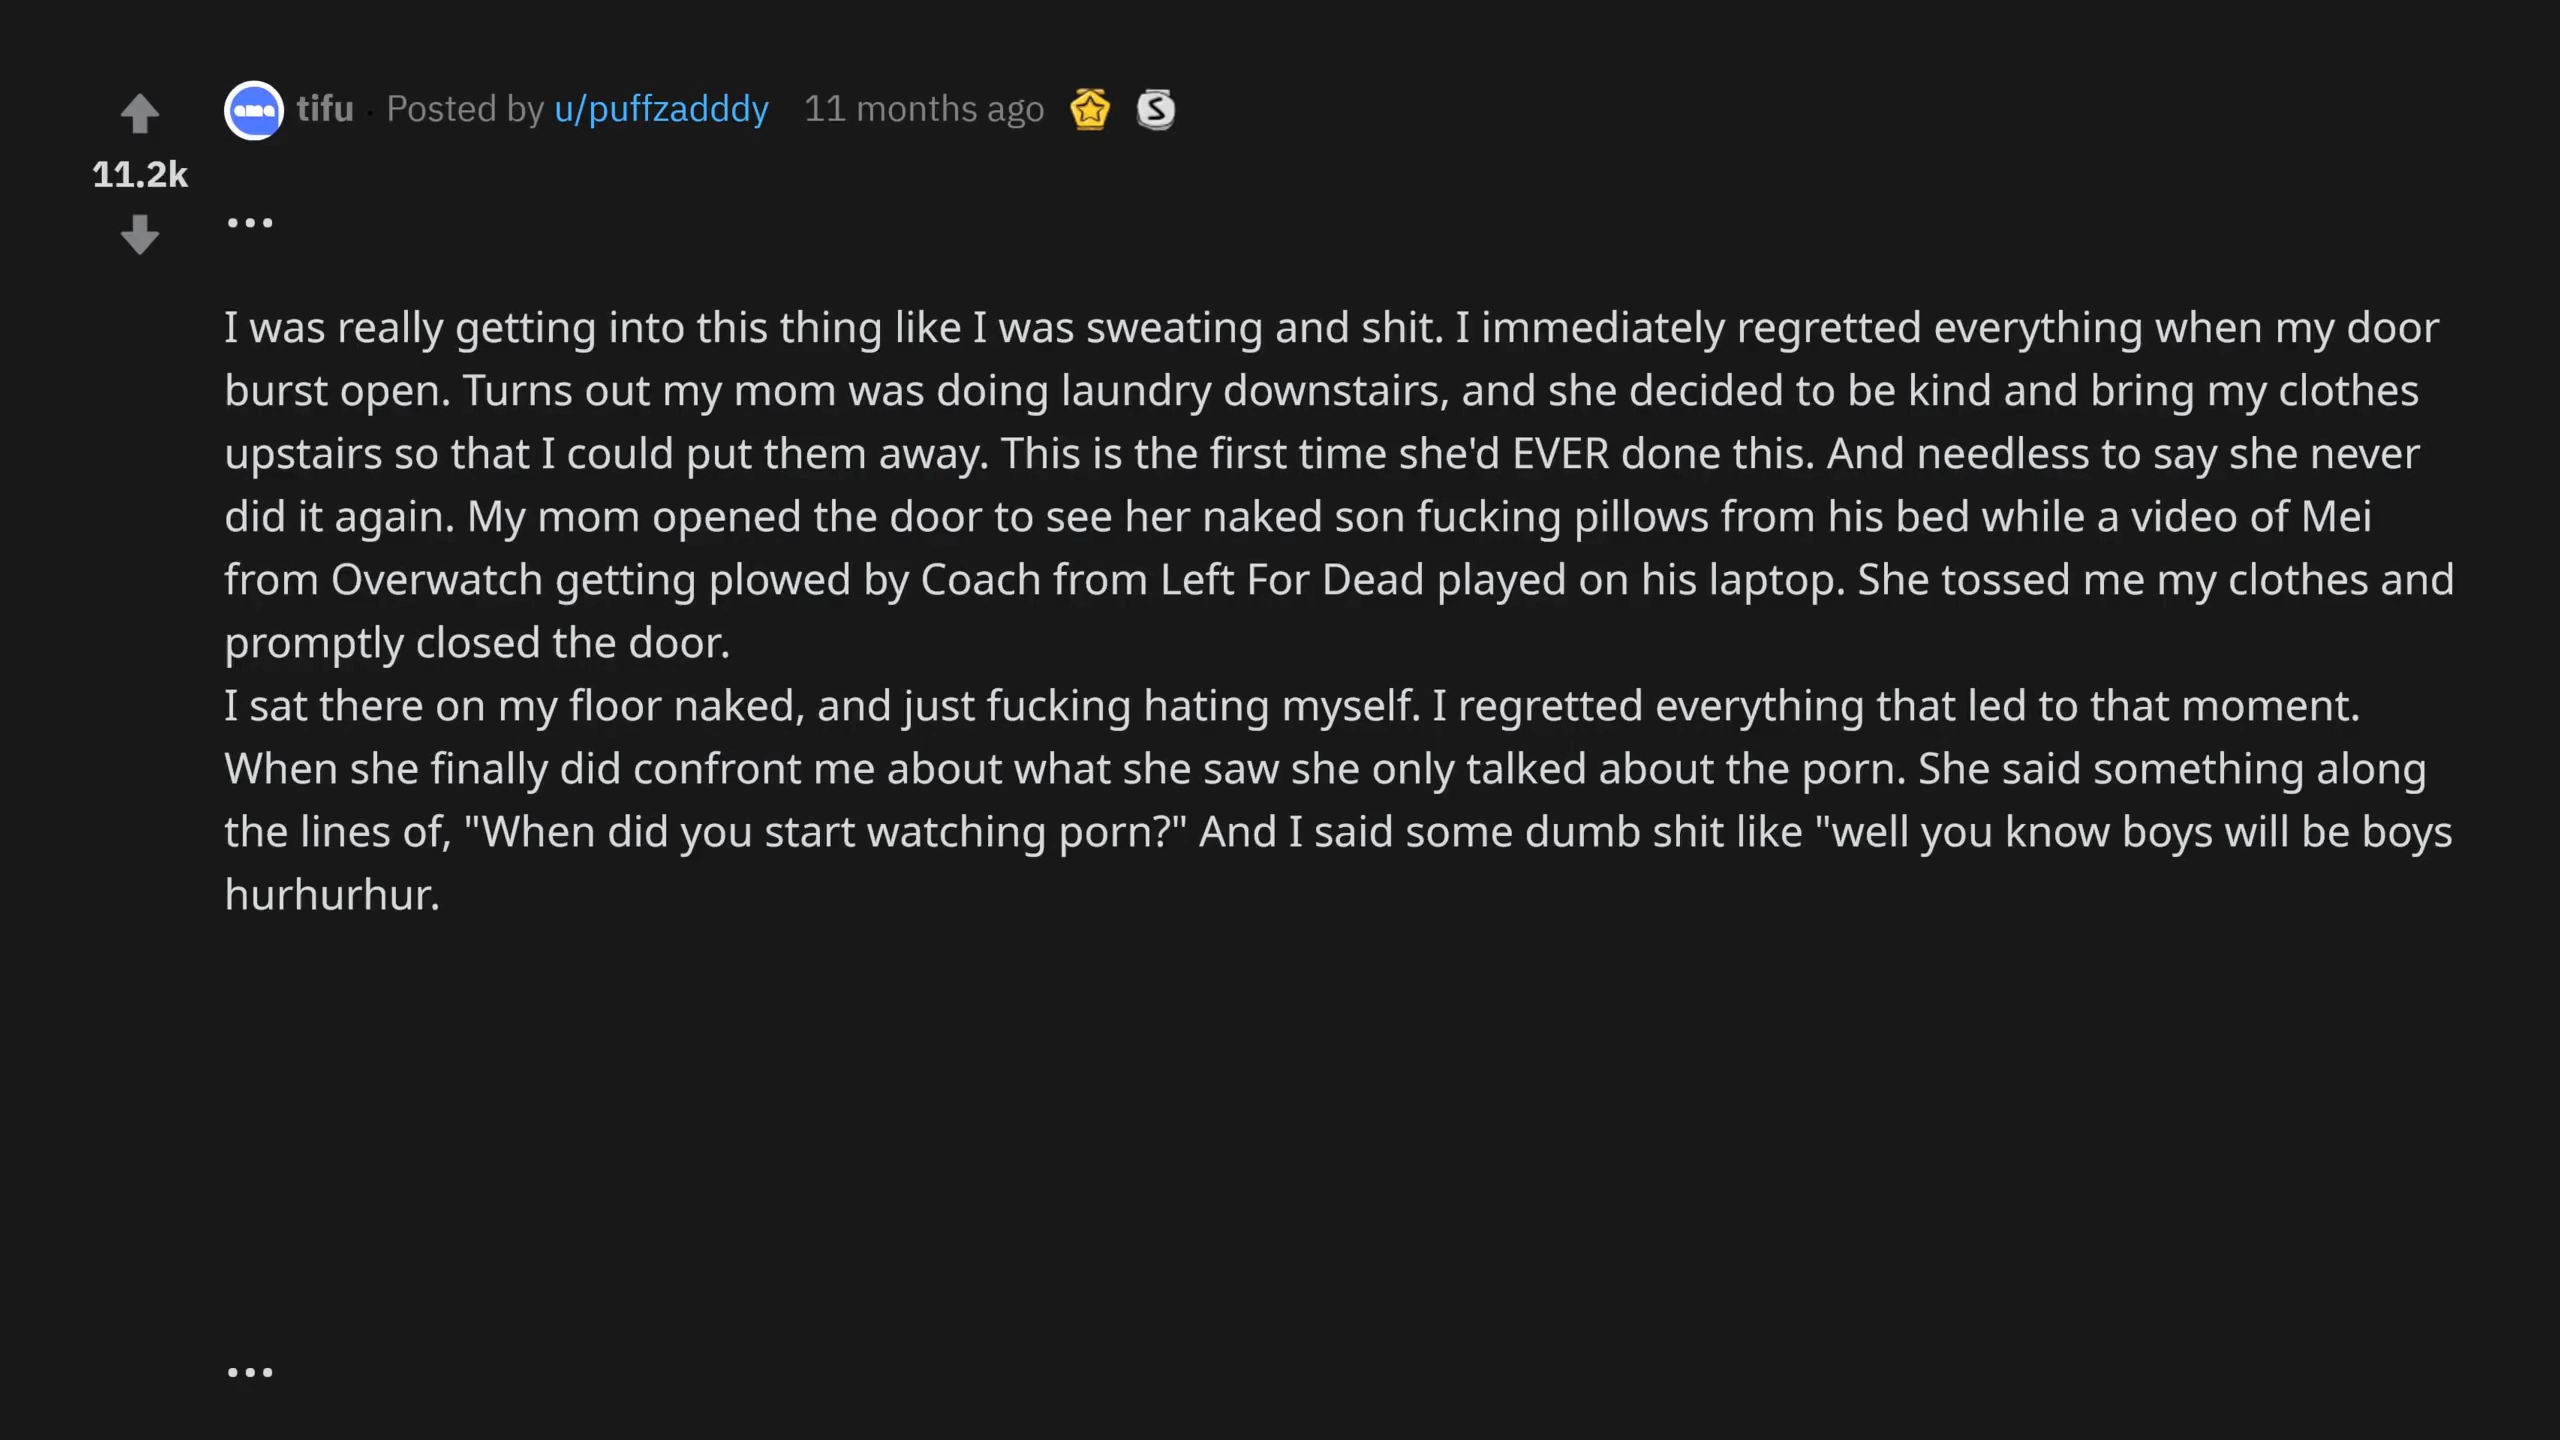 tifu · Posted by u/puffzadddy 11 months ago
11.2k
...
I was really getting into this thing like I was sweating and shit. I immediately regretted everything when my door
burst open. Turns out my mom was doing laundry downstairs, and she decided to be kind and bring my clothes
upstairs so that I could put them away. This is the first time she'd EVER done this. And needless to say she never
did it again. My mom opened the door to see her naked son fucking pillows from his bed while a video of Mei
from Overwatch getting plowed by Coach from Left For Dead played on his laptop. She tossed me my clothes and
promptly closed the door.
I sat there on my floor naked, and just fucking hating myself. I regretted everything that led to that moment.
When she finally did confront me about what she saw she only talked about the porn. She said something along
the lines of, "When did you start watching porn?" And I said some dumb shit like "well you know boys will be boys
hurhurhur.
...